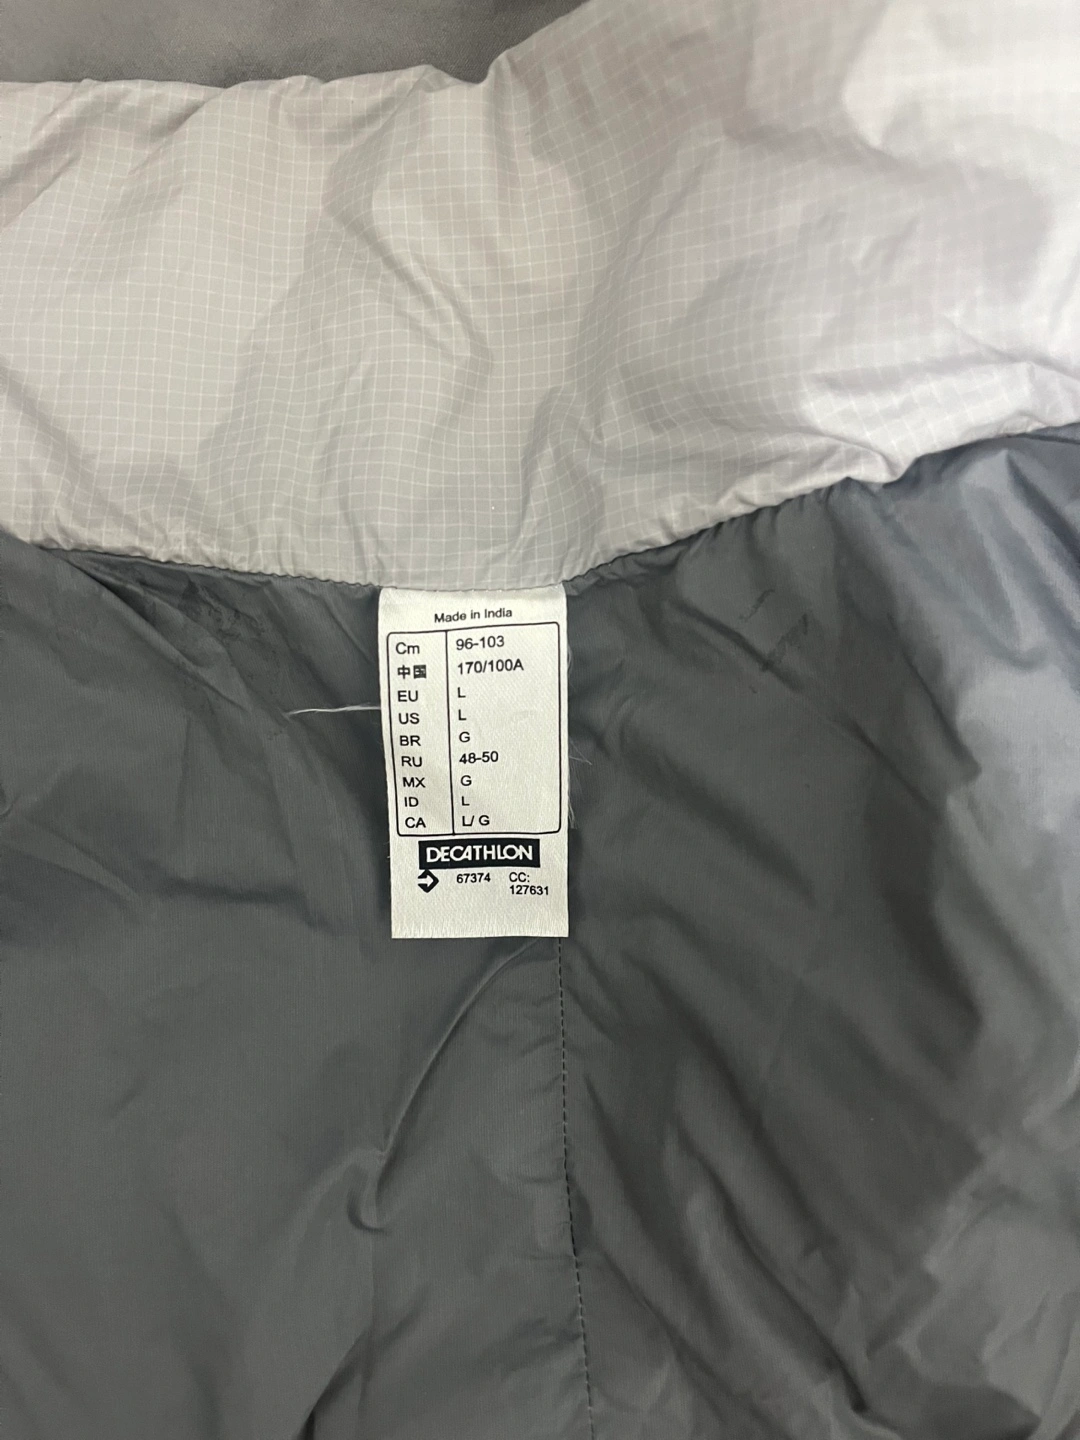 Made in India
Cm 96-103
中国 170/100A
EU L
US L
BR G
RU 48-50
MX G
ID L
CA L/ G
DECATHLON
67374 CC:
127631